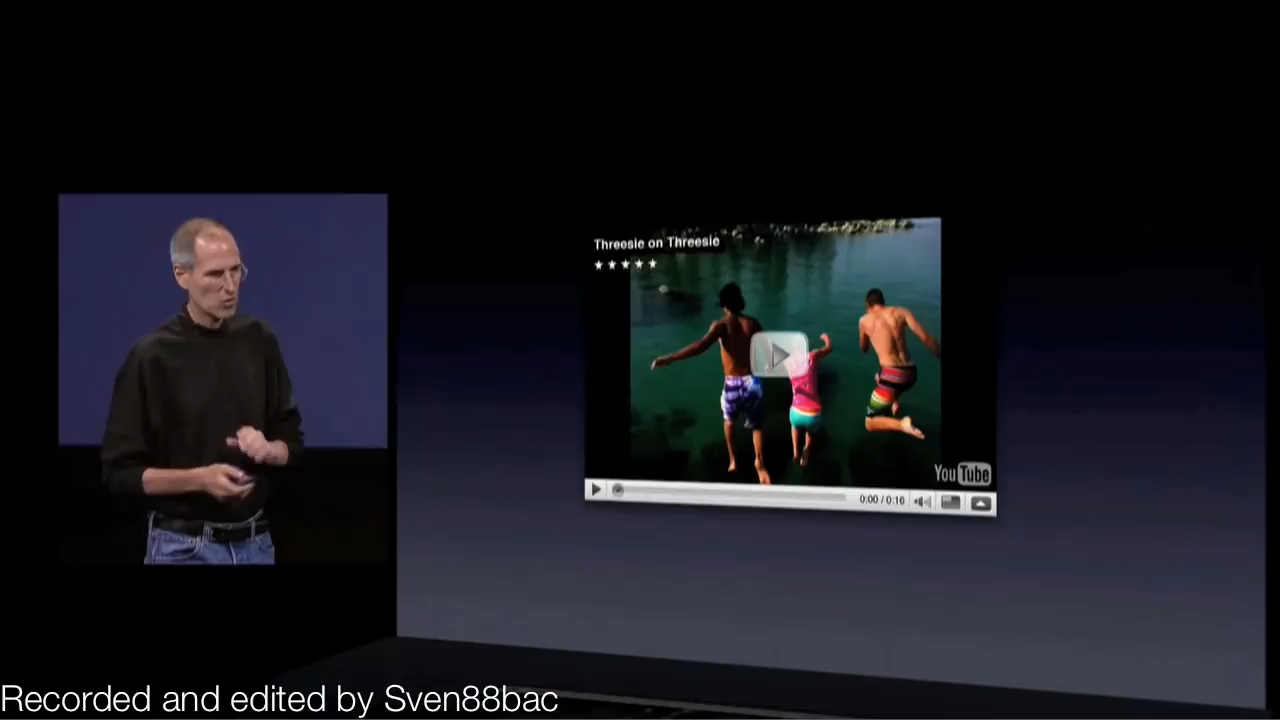 Threesie on Threesie
★★★★★
YouTube
0:00 / 0:16
Recorded and edited by Sven88bac